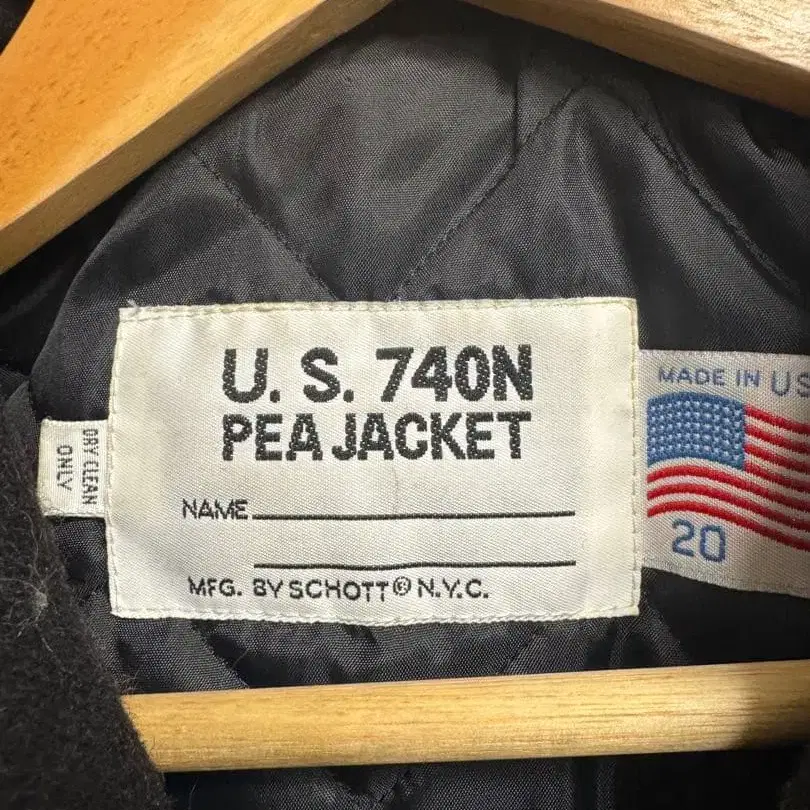 U. S. 740N
PEA JACKET
NAME
MFG. BY SCHOTT® N.Y.C.
DRY CLEAN
ONLY
MADE IN US
20